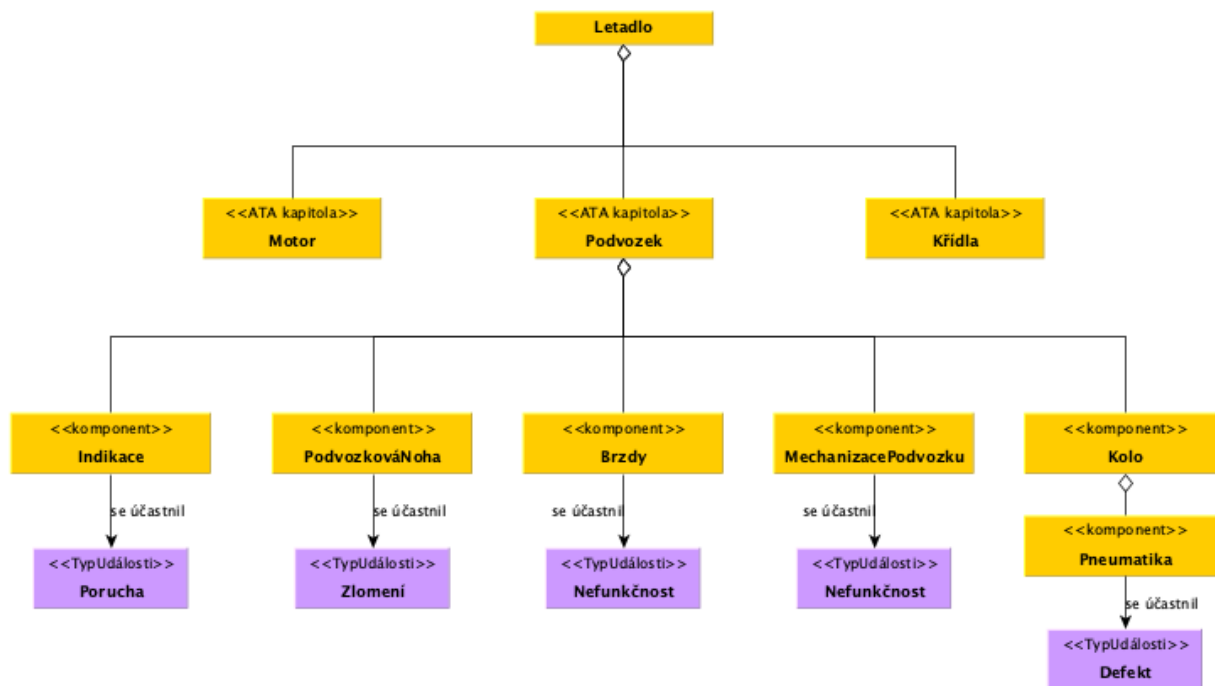 Letadlo
<<ATA kapitola>>
Motor
<<ATA kapitola>>
Podvozek
<<ATA kapitola>>
Křídla
<<komponent>>
Indikace
<<komponent>>
PodvozkováNoha
<<komponent>>
Brzdy
<<komponent>>
MechanizacePodvozku
<<komponent>>
Kolo
se účastnil
se účastnil
se účastnil
se účastnil
<<komponent>>
Pneumatika
<<TypUdálosti>>
Porucha
<<TypUdálosti>>
Zlomení
<<TypUdálosti>>
Nefunkčnost
<<TypUdálosti>>
Nefunkčnost
se účastnil
<<TypUdálosti>>
Defekt